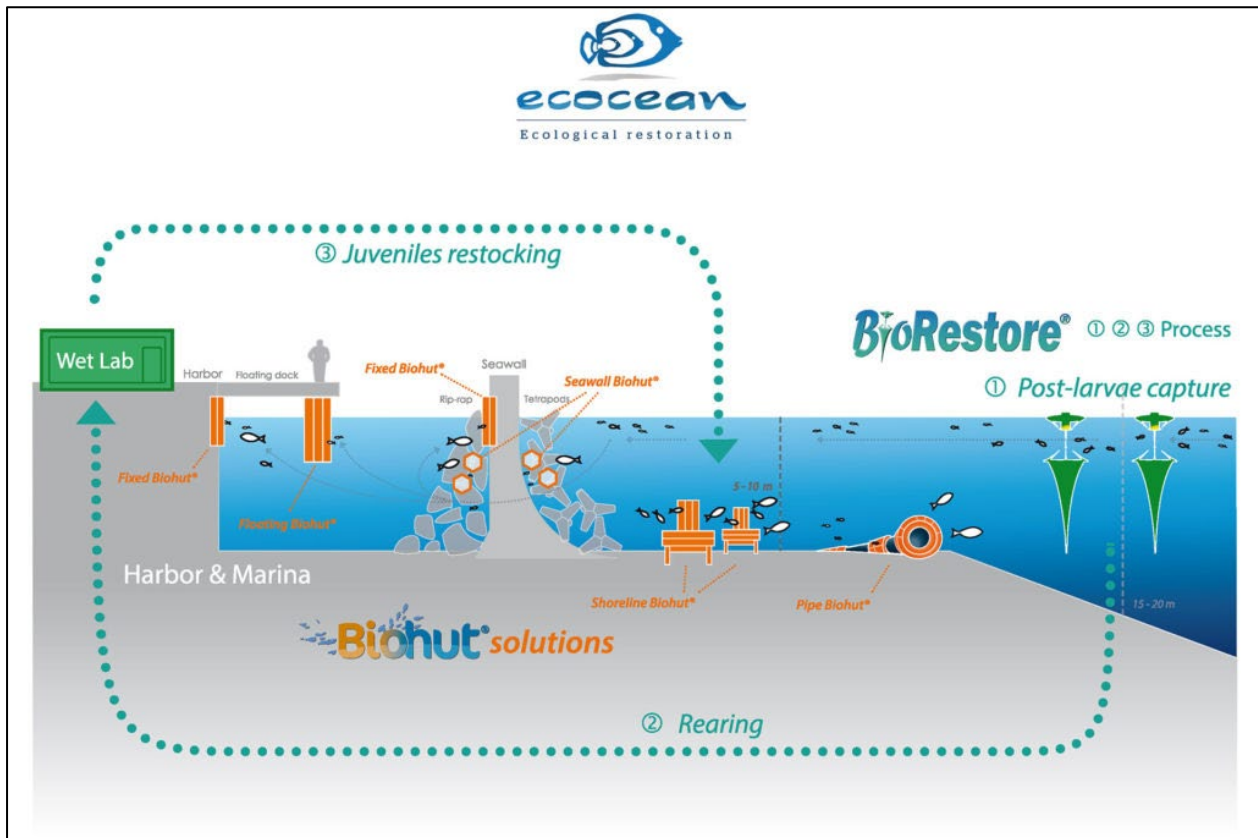 ecocean
Ecological restoration
③ Juveniles restocking
BioRestore® ① ② ③ Process
① Post-larvae capture
Wet Lab
Harbor
Floating dock
Fixed Biohut®
Seawall
Seawall Biohut®
Rip-rap
Tetrapods
Fixed Biohut®
Floating Biohut®
5 - 10 m
Harbor & Marina
Shoreline Biohut®
Pipe Biohut®
15 - 20 m
Biohut® solutions
② Rearing